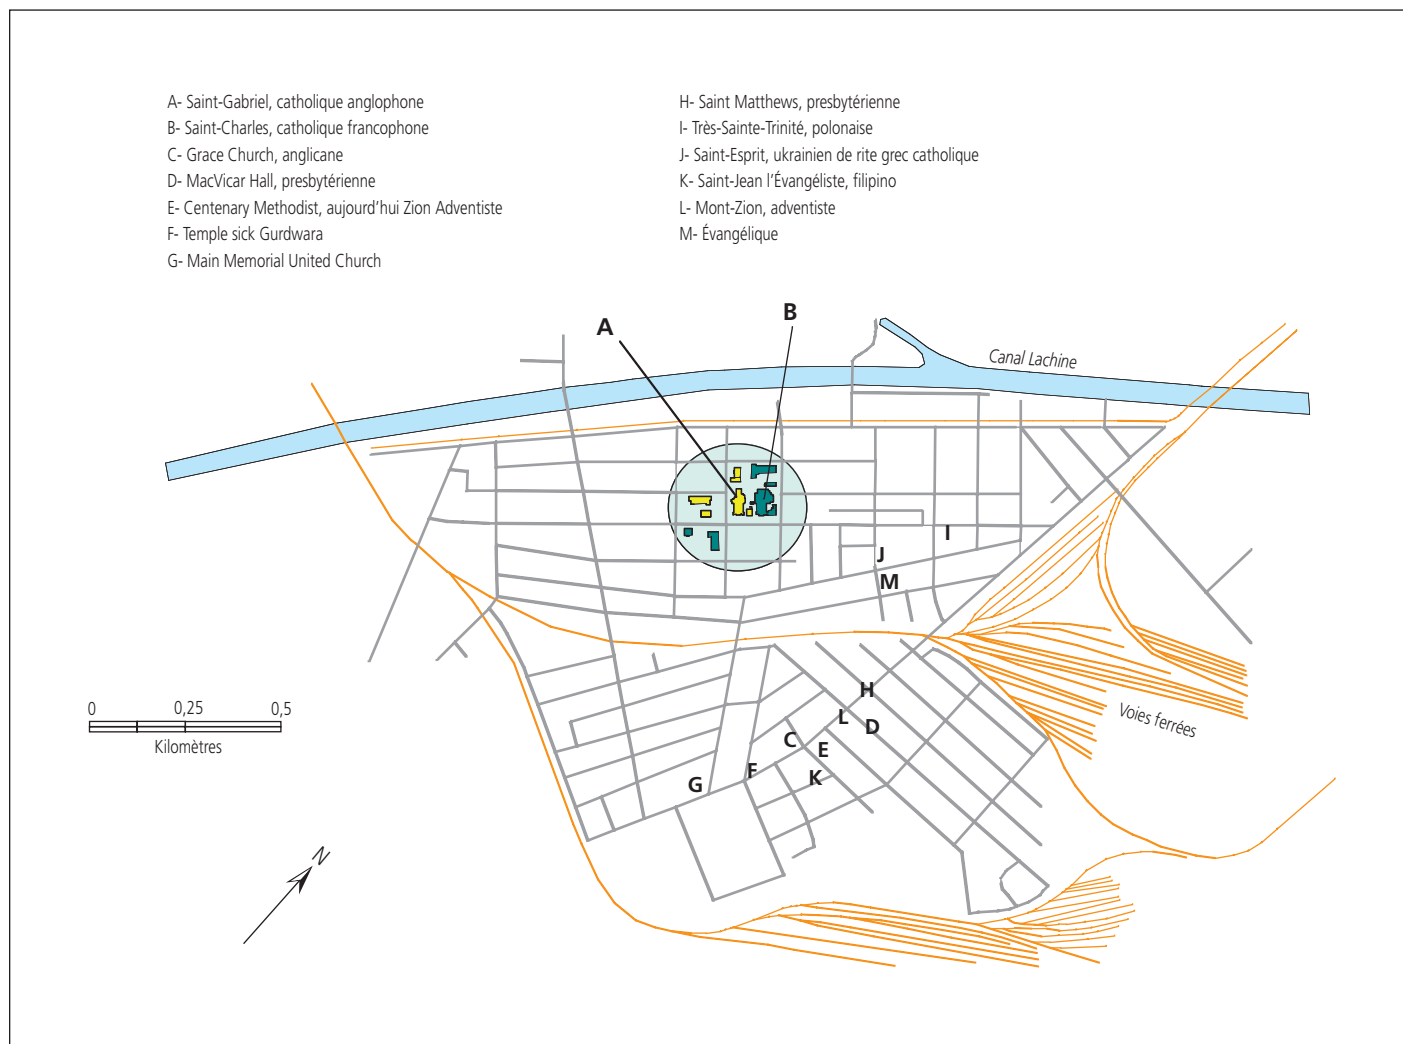 A- Saint-Gabriel, catholique anglophone
B- Saint-Charles, catholique francophone
C- Grace Church, anglicane
D- MacVicar Hall, presbytérienne
E- Centenary Methodist, aujourd'hui Zion Adventiste
F- Temple sick Gurdwara
G- Main Memorial United Church
H- Saint Matthews, presbytérienne
I- Très-Sainte-Trinité, polonaise
J- Saint-Esprit, ukrainien de rite grec catholique
K- Saint-Jean l'Évangéliste, filipino
L- Mont-Zion, adventiste
M- Évangélique
A
B
Canal Lachine
I
J
M
H
L
D
C
E
F
K
G
Voies ferrées
0 0,25 0,5
Kilomètres
N